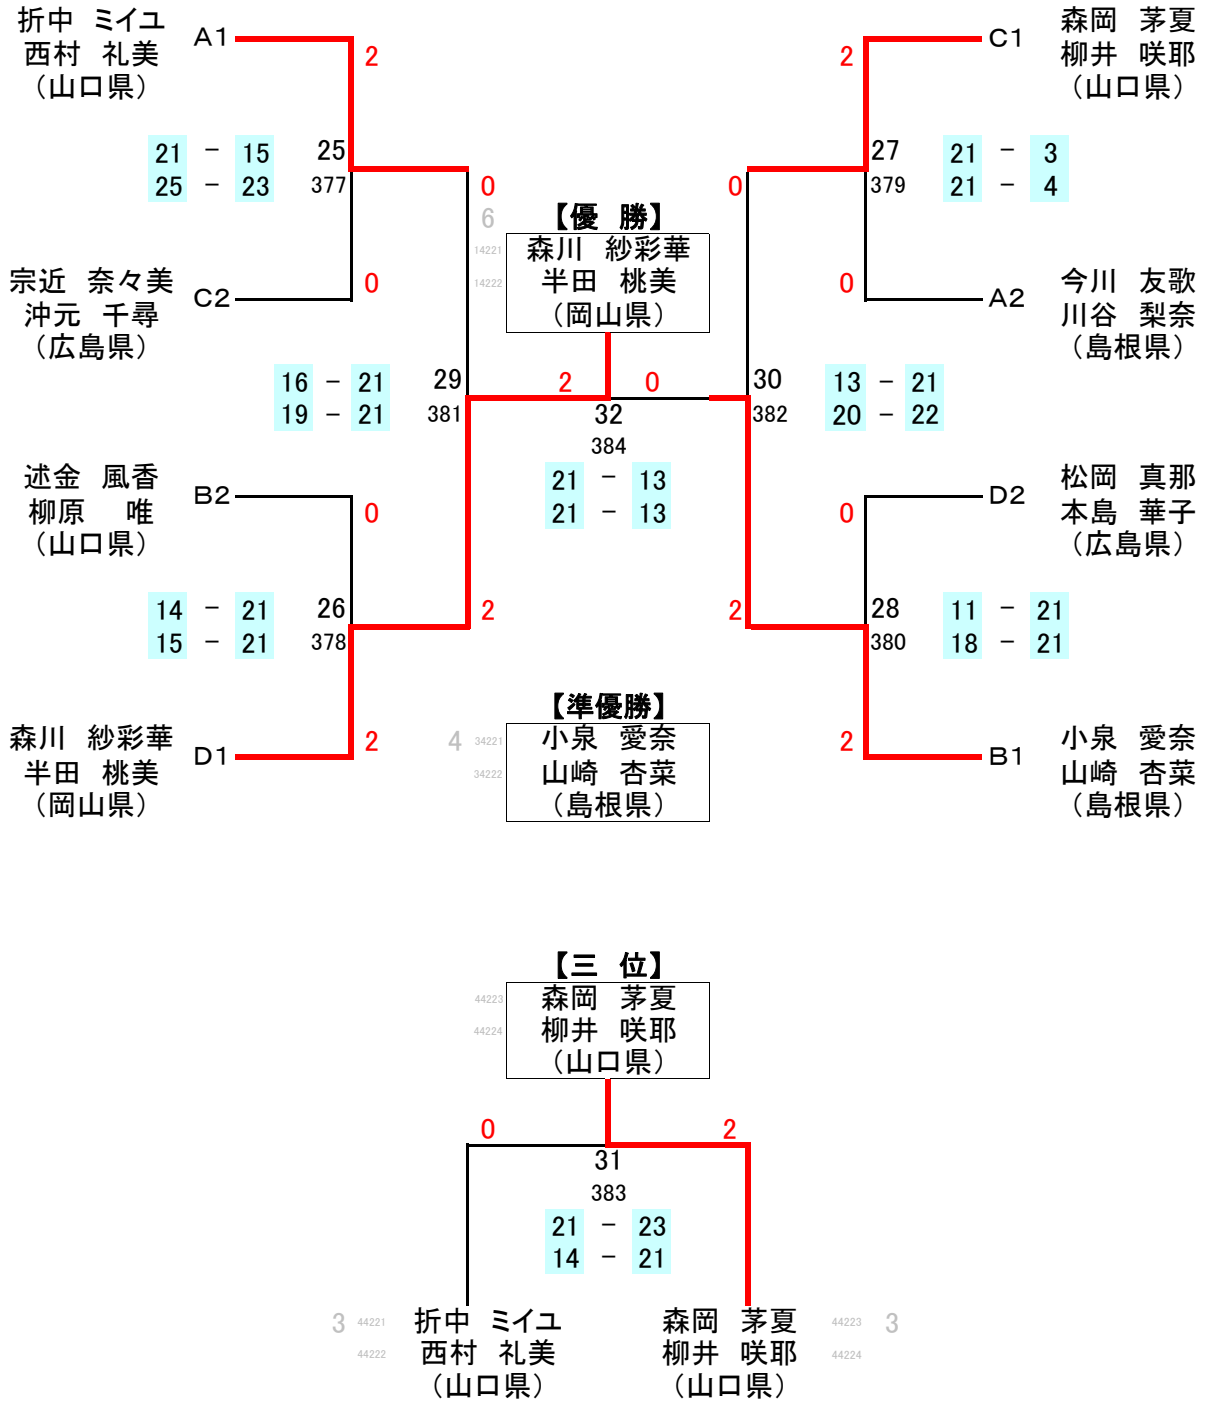 折中 ミイユ
西村 礼美
（山口県）
A1
2
2
C1
森岡 茅夏
柳井 咲耶
（山口県）
21 － 15
25 － 23
25
377
27
379
21 － 3
21 － 4
0
6
14221
14222
【優 勝】
森川 紗彩華
半田 桃美
（岡山県）
0
宗近 奈々美
沖元 千尋
（広島県）
C2
0
0
A2
今川 友歌
川谷 梨奈
（島根県）
16 － 21
19 － 21
29
381
2
0
32
384
21 － 13
21 － 13
30
382
13 － 21
20 － 22
述金 風香
柳原 唯
（山口県）
B2
0
0
D2
松岡 真那
本島 華子
（広島県）
14 － 21
15 － 21
26
378
2
2
28
380
11 － 21
18 － 21
森川 紗彩華
半田 桃美
（岡山県）
D1
2
4
34221
34222
【準優勝】
小泉 愛奈
山崎 杏菜
（島根県）
2
B1
小泉 愛奈
山崎 杏菜
（島根県）
【三 位】
44223
44224
森岡 茅夏
柳井 咲耶
（山口県）
0
2
31
383
21 － 23
14 － 21
3
44221
44222
折中 ミイユ
西村 礼美
（山口県）
森岡 茅夏
柳井 咲耶
（山口県）
44223
44224
3